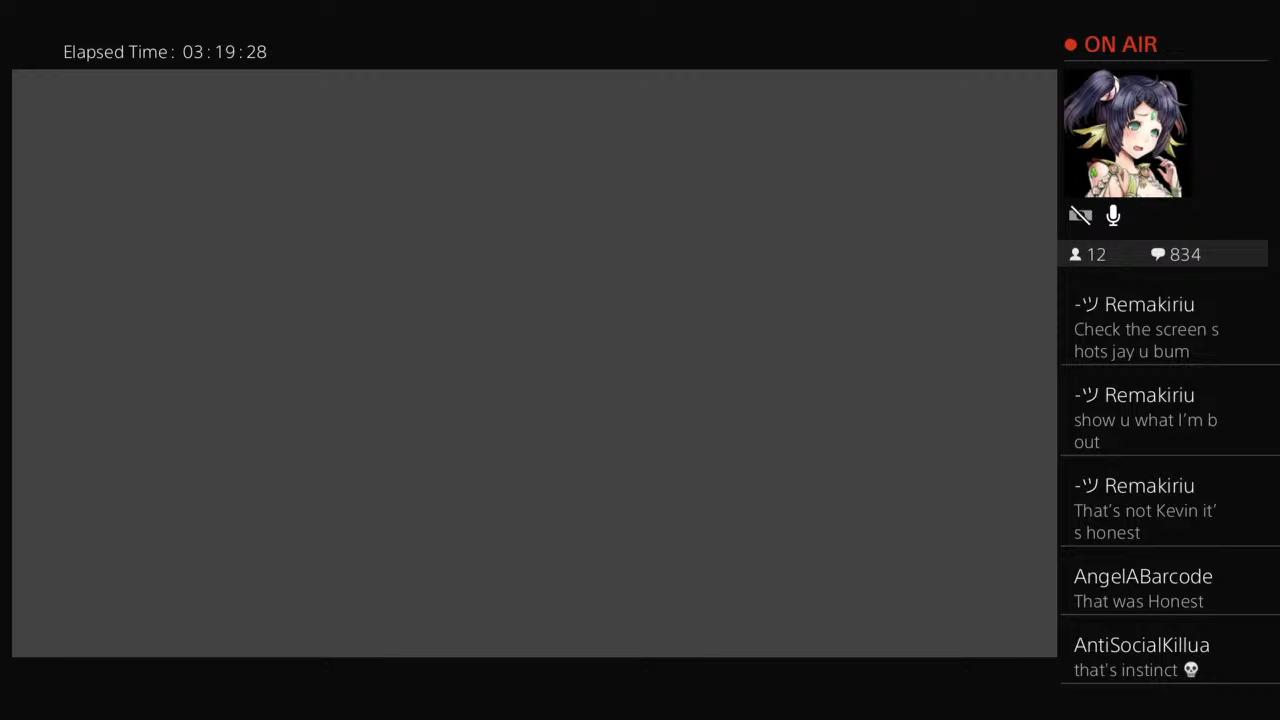 Elapsed Time: 03:19:28
ON AIR
12 834
-ツ Remakiriu
Check the screen s
hots jay u bum
-ツ Remakiriu
show u what I’m b
out
-ツ Remakiriu
That’s not Kevin it’
s honest
AngelABarcode
That was Honest
AntiSocialKillua
that's instinct 💀